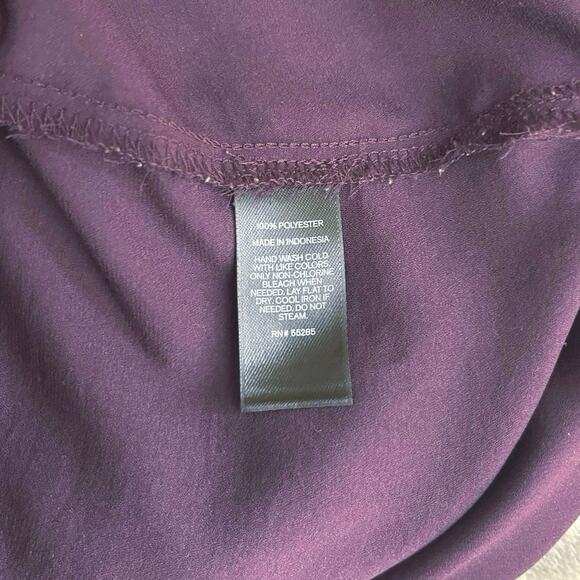 100% POLYESTER
MADE IN INDONESIA
HAND WASH COLD
WITH LIKE COLORS.
ONLY NON-CHLORINE
BLEACH WHEN
NEEDED. LAY FLAT TO
DRY. COOL IRON IF
NEEDED. DO NOT
STEAM.
RN# 55285